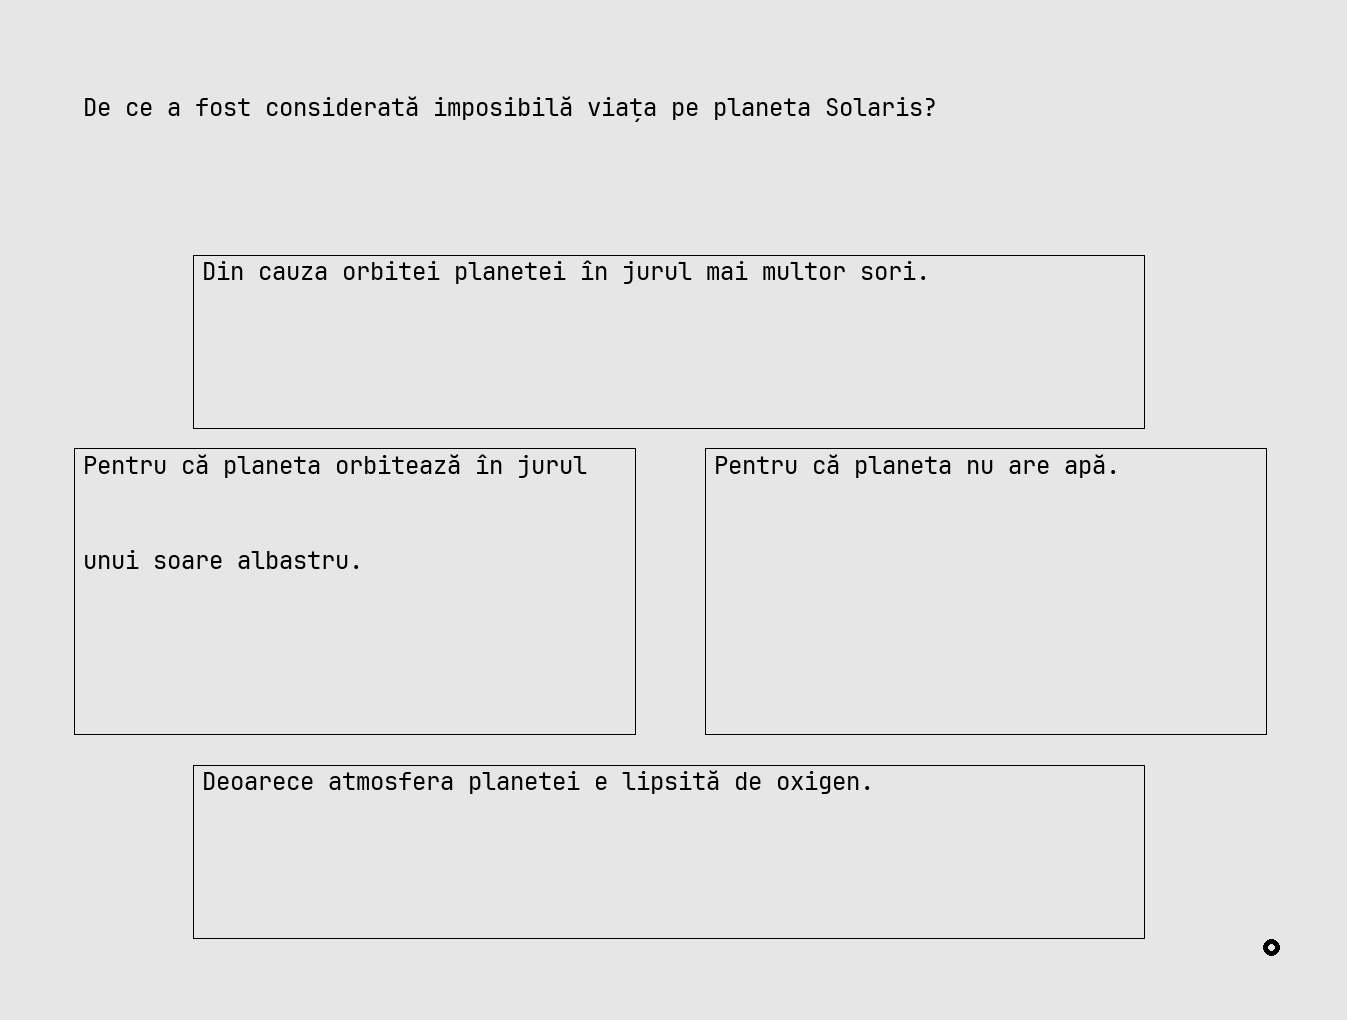 De ce a fost considerată imposibilă viața pe planeta Solaris?
Din cauza orbitei planetei în jurul mai multor sori.
Pentru că planeta orbitează în jurul
unui soare albastru.
Pentru că planeta nu are apă.
Deoarece atmosfera planetei e lipsită de oxigen.